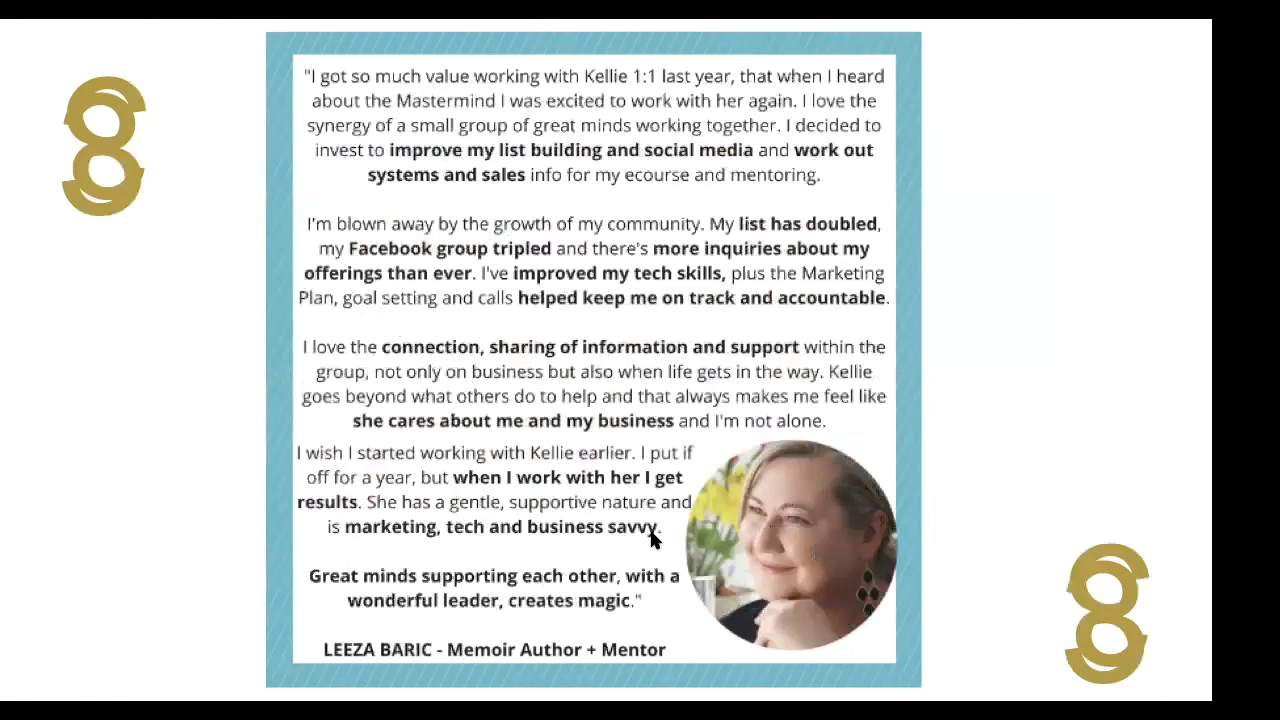 "I got so much value working with Kellie 1:1 last year, that when I heard
about the Mastermind I was excited to work with her again. I love the
synergy of a small group of great minds working together. I decided to
invest to improve my list building and social media and work out
systems and sales info for my ecourse and mentoring.
I'm blown away by the growth of my community. My list has doubled,
my Facebook group tripled and there's more inquiries about my
offerings than ever. I've improved my tech skills, plus the Marketing
Plan, goal setting and calls helped keep me on track and accountable.
I love the connection, sharing of information and support within the
group, not only on business but also when life gets in the way. Kellie
goes beyond what others do to help and that always makes me feel like
she cares about me and my business and I'm not alone.
I wish I started working with Kellie earlier. I put if
off for a year, but when I work with her I get
results. She has a gentle, supportive nature and
is marketing, tech and business savvy.
Great minds supporting each other, with a
wonderful leader, creates magic."
LEEZA BARIC - Memoir Author + Mentor